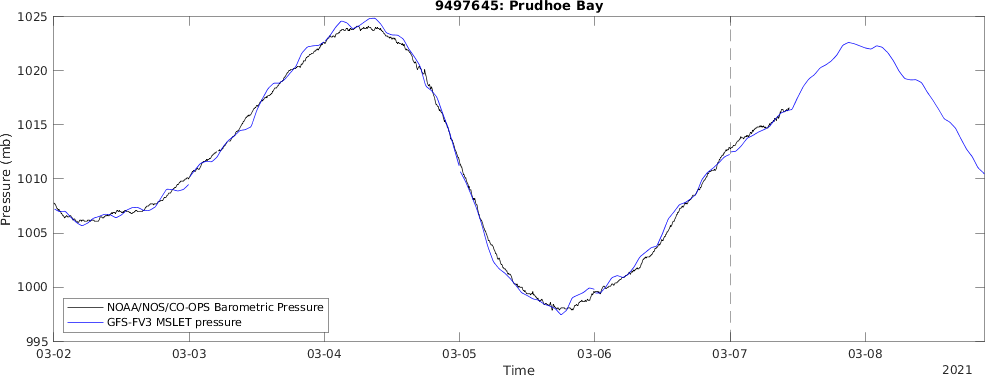 9497645: Prudhoe Bay
1025
1020
1015
1010
1005
1000
995
Pressure (mb)
NOAA/NOS/CO-OPS Barometric Pressure
GFS-FV3 MSLET pressure
03-02 03-03 03-04 03-05 03-06 03-07 03-08
Time
2021